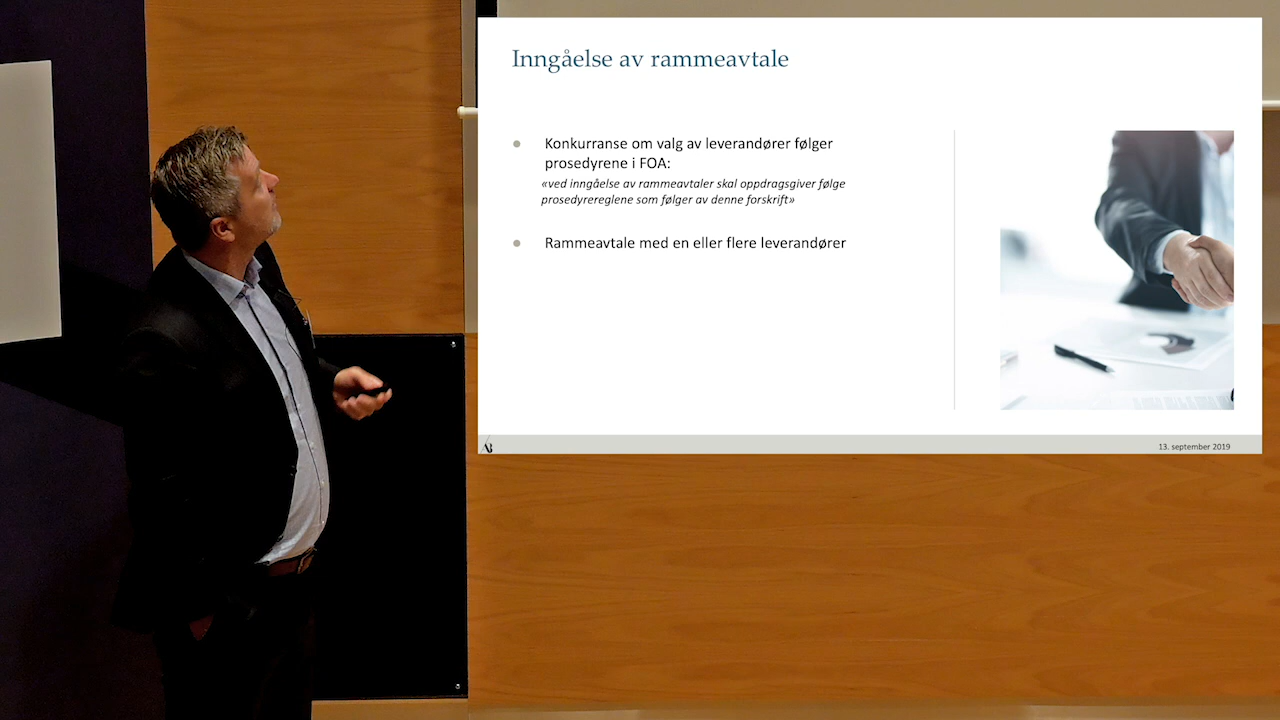 Inngåelse av rammeavtale
Konkurranse om valg av leverandører følger
prosedyrene i FOA:
«ved inngåelse av rammeavtaler skal oppdragsgiver følge
prosedyrereglene som følger av denne forskrift»
Rammeavtale med en eller flere leverandører
13. september 2019